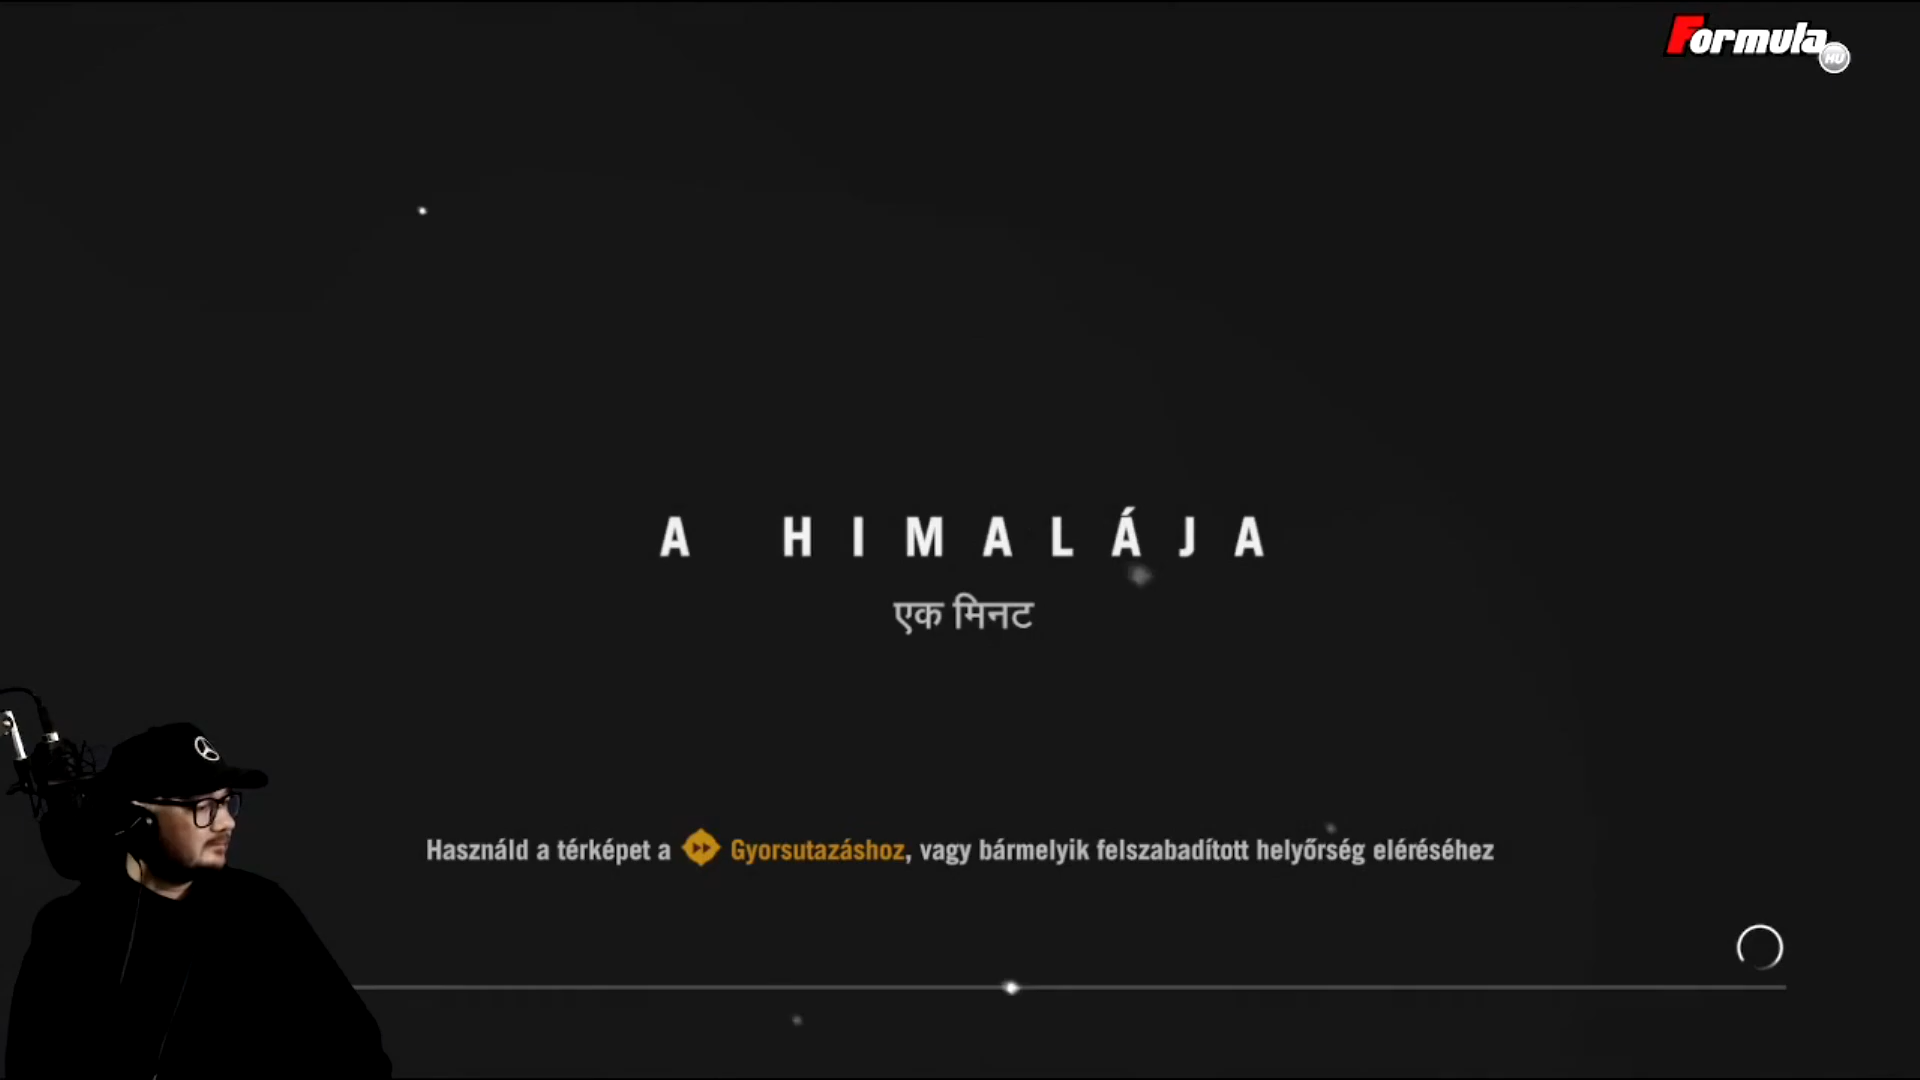 Formula
HU
A HIMALÁJA
एक मिनट
Használd a térképet a Gyorsutazáshoz, vagy bármelyik felszabadított helyőrség eléréséhez